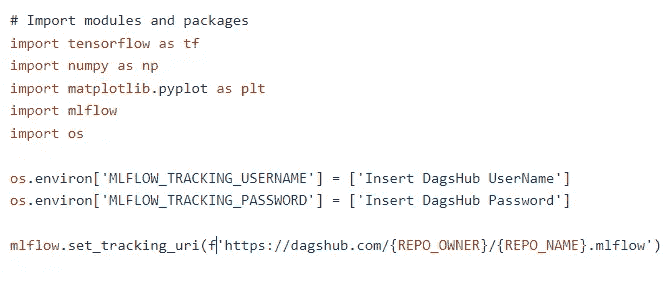 # Import modules and packages
import tensorflow as tf
import numpy as np
import matplotlib.pyplot as plt
import mlflow
import os
os.environ['MLFLOW_TRACKING_USERNAME'] = ['Insert DagsHub UserName']
os.environ['MLFLOW_TRACKING_PASSWORD'] = ['Insert DagsHub Password']
mlflow.set_tracking_uri(f'https://dagshub.com/{REPO_OWNER}/{REPO_NAME}.mlflow')